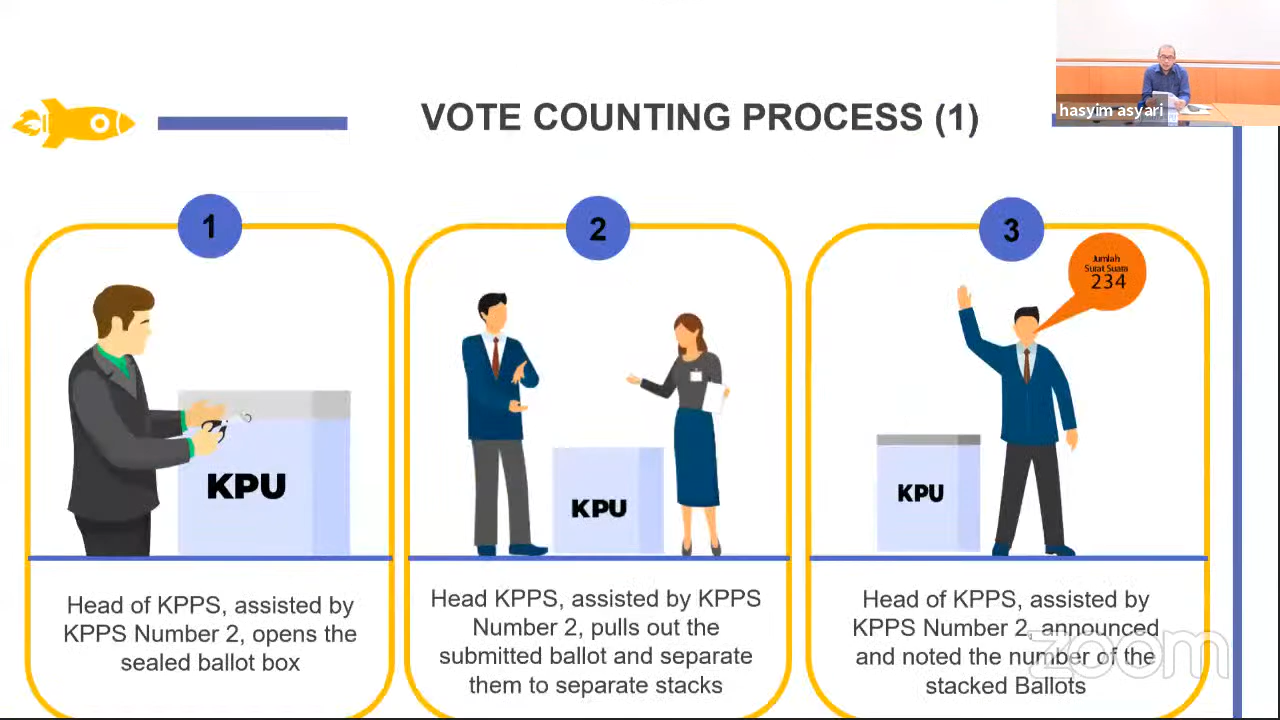 VOTE COUNTING PROCESS (1)
hasyim asyari
1
2
3
Jumlah
Surat Suara
234
KPU
KPU
KPU
Head of KPPS, assisted by
KPPS Number 2, opens the
sealed ballot box
Head KPPS, assisted by KPPS
Number 2, pulls out the
submitted ballot and separate
them to separate stacks
Head of KPPS, assisted by
KPPS Number 2, announced
and noted the number of the
stacked Ballots
zoom